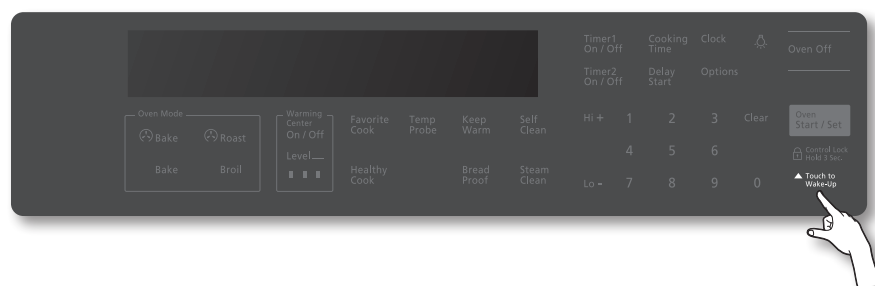 Timer1
On / Off
Cooking
Time
Clock
Oven Off
Timer2
On / Off
Delay
Start
Options
Oven Mode
Bake
Roast
Bake
Broil
Warming
Center
On / Off
Level
Favorite
Cook
Temp
Probe
Keep
Warm
Self
Clean
Healthy
Cook
Bread
Proof
Steam
Clean
Hi + 1 2 3 Clear
4 5 6
Lo - 7 8 9 0
Oven
Start / Set
Control Lock
Hold 3 Sec.
Touch to
Wake-Up